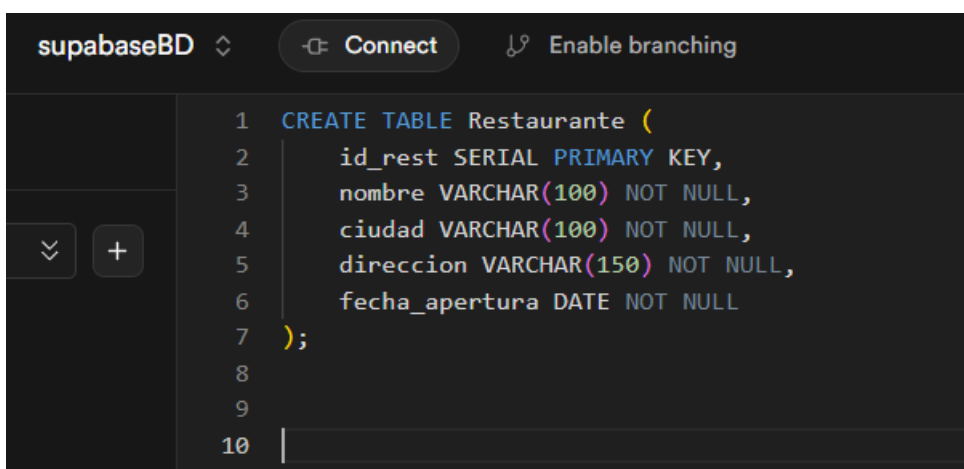 supabaseBD Connect Enable branching
1 CREATE TABLE Restaurante (
2 id_rest SERIAL PRIMARY KEY,
3 nombre VARCHAR(100) NOT NULL,
4 ciudad VARCHAR(100) NOT NULL,
5 direccion VARCHAR(150) NOT NULL,
6 fecha_apertura DATE NOT NULL
7 );
8
9
10